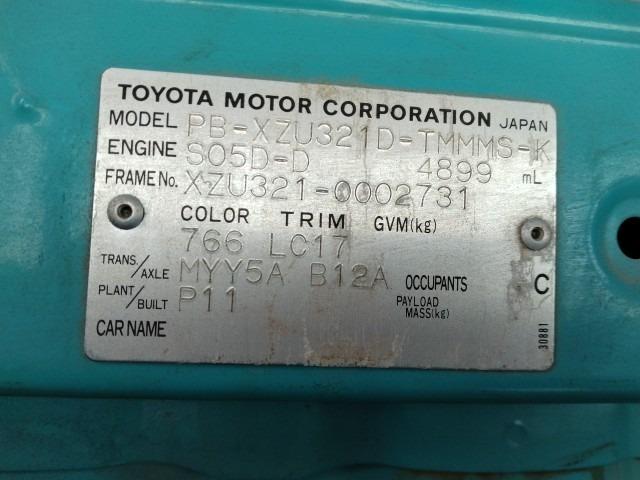 TOYOTA MOTOR CORPORATION JAPAN
MODEL PB-XZU321D-TMMMS-K
ENGINE S05D-D 4899 mL
FRAME No. XZU321-0002731
COLOR TRIM GVM(kg)
766 LC17
TRANS./AXLE MYY5A B12A OCCUPANTS C
PLANT/BUILT P11 PAYLOAD MASS(kg)
CAR NAME
30881